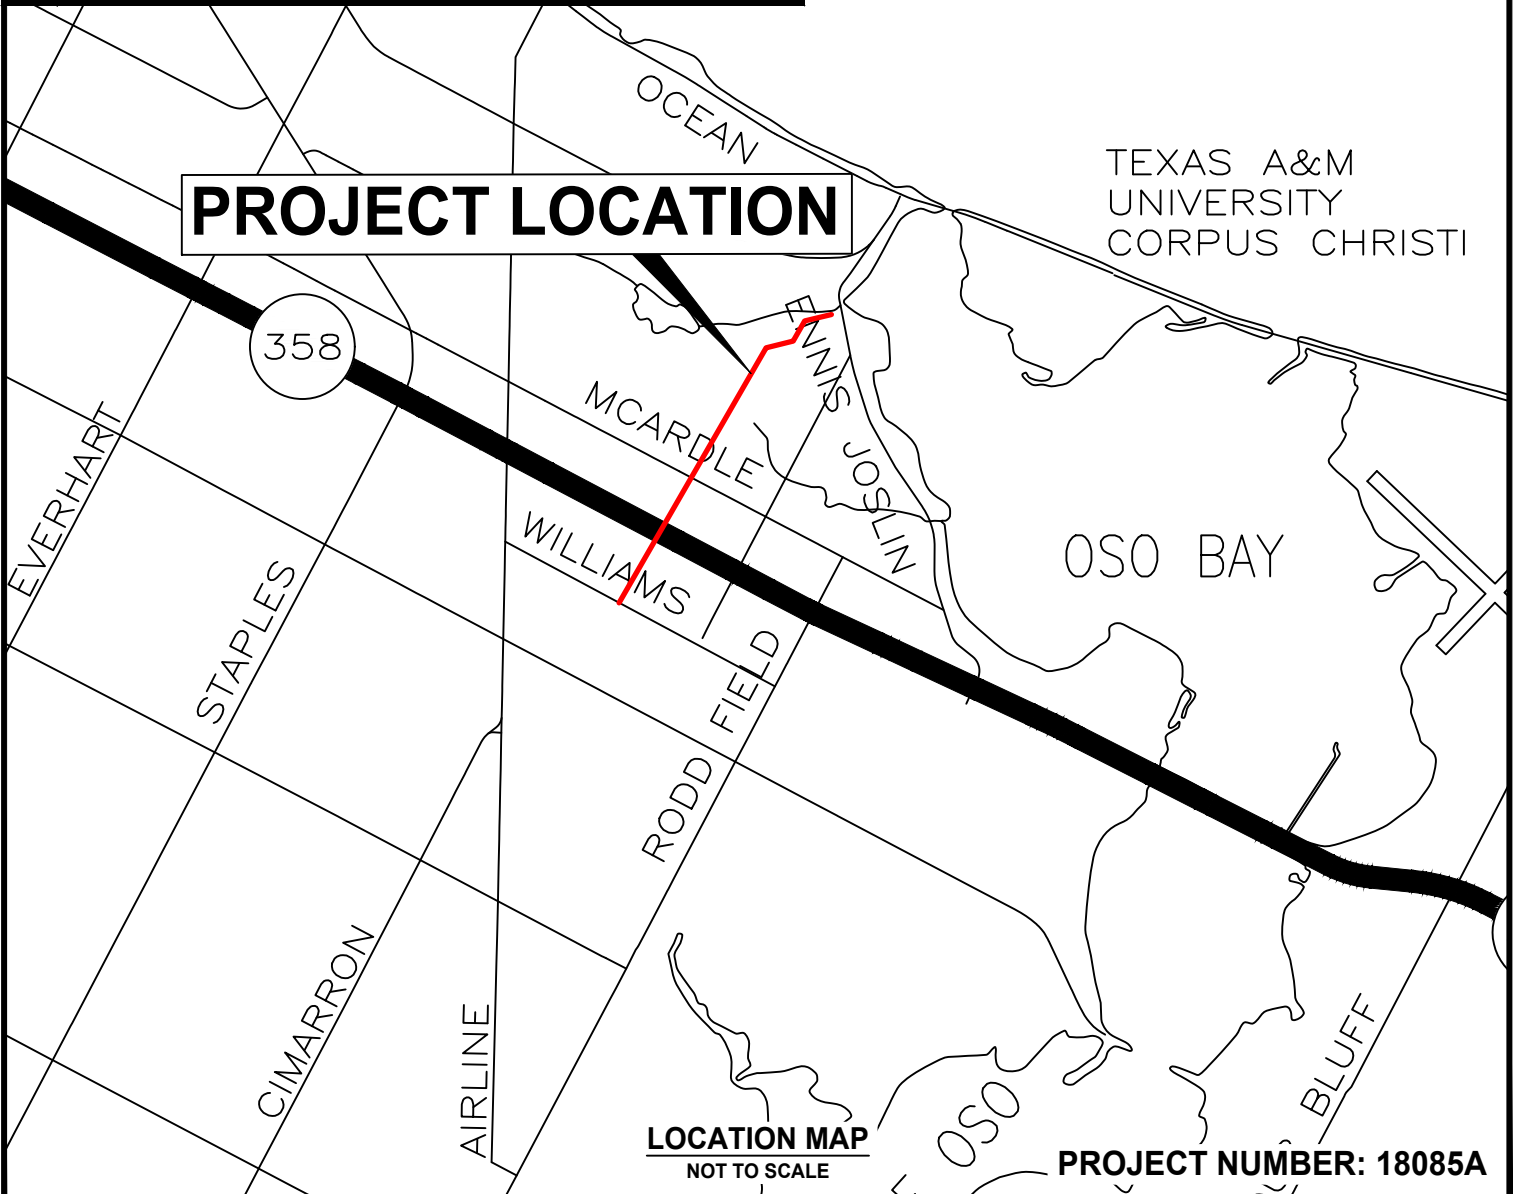 OCEAN
TEXAS A&M
UNIVERSITY
CORPUS CHRISTI
PROJECT LOCATION
358
ENNIS JOSLIN
MCARDLE
EVERHART
WILLIAMS
OSO BAY
STAPLES
RODD FIELD
CIMARRON
AIRLINE
BLUFF
OSO
LOCATION MAP
NOT TO SCALE
PROJECT NUMBER: 18085A